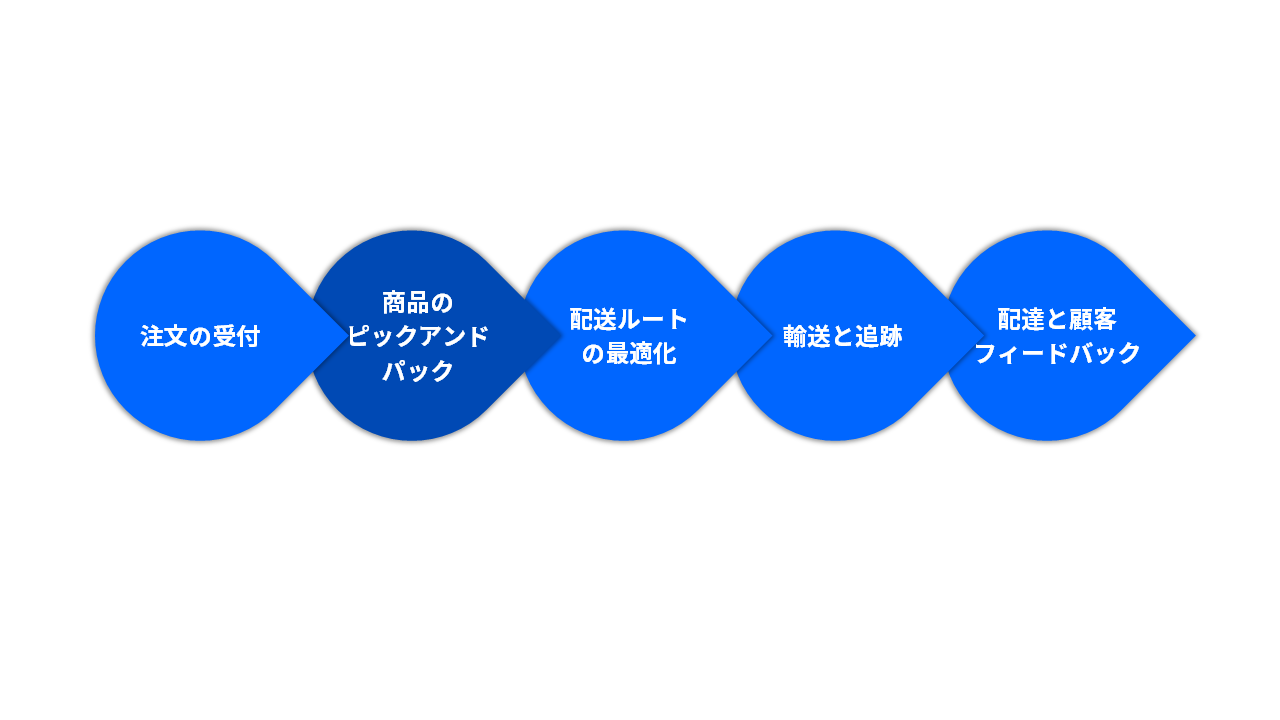 注文の受付
商品の
ピックアンド
パック
配送ルート
の最適化
輸送と追跡
配達と顧客
フィードバック